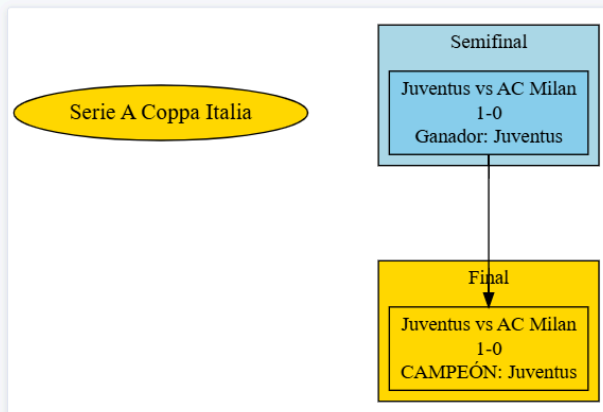 Serie A Coppa Italia
Semifinal
Juventus vs AC Milan
1-0
Ganador: Juventus
Final
Juventus vs AC Milan
1-0
CAMPEÓN: Juventus